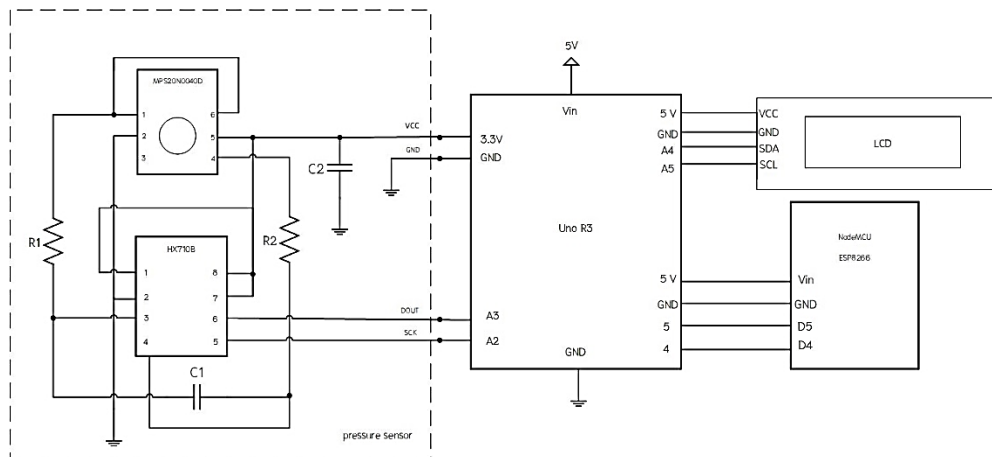 MPS20N0040D
1
2
3
6
5
4
R1
R2
HX710B
1
2
3
4
8
7
6
5
C1
C2
VCC
GND
DOUT
SCK
pressure sensor
5V
Vin
3.3V
GND
A3
A2
Uno R3
GND
5 V
GND
A4
A5
5 V
GND
5
4
VCC
GND
SDA
SCL
LCD
NodeMCU
ESP8266
Vin
GND
D5
D4